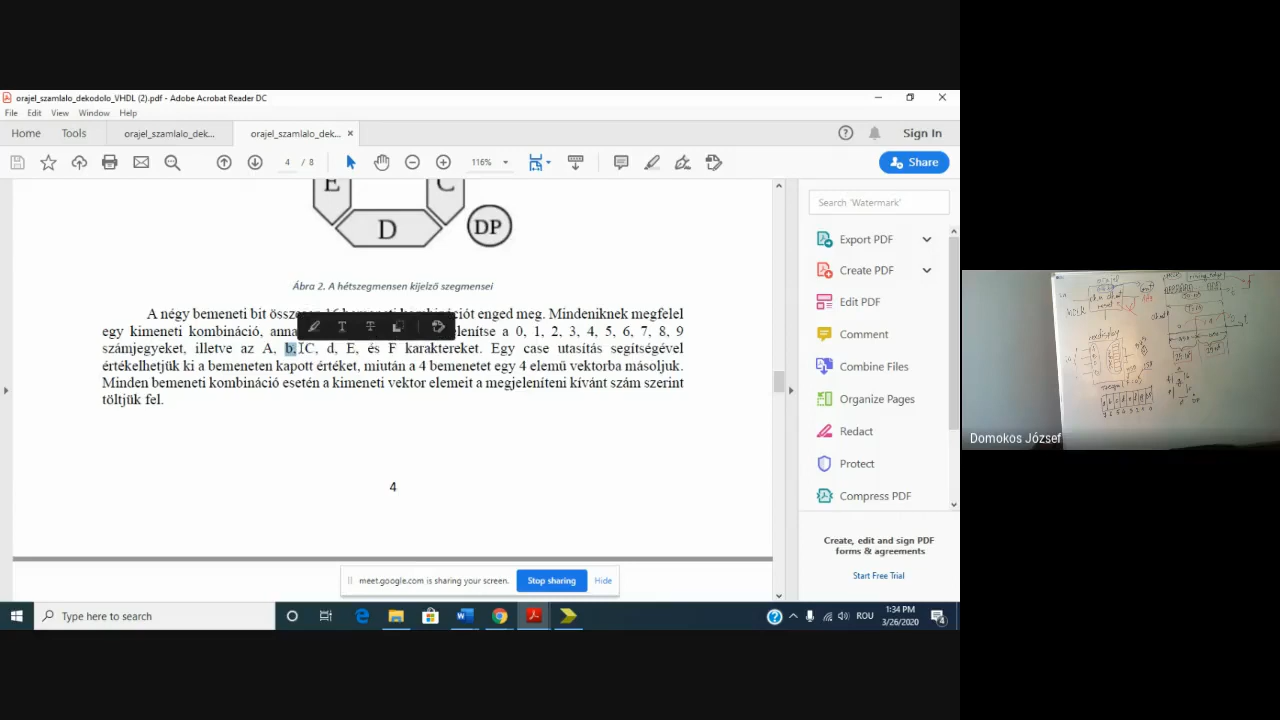 orajel_szamlalo_dekodolo_VHDL (2).pdf - Adobe Acrobat Reader DC
File Edit View Window Help
Home Tools orajel_szamlalo_dek... orajel_szamlalo_dek... × Sign In
4 / 8 116% Share
E C
D DP
Ábra 2. A hétszegmensen kijelző szegmensei
A négy bemeneti bit 16 bemeneti kombinációt enged meg. Mindeniknek megfelel
egy kimeneti kombináció, a 0, 1, 2, 3, 4, 5, 6, 7, 8, 9
számjegyeket, illetve az A, b, C, d, E, és F karaktereket. Egy case utasítás segítségével
értékelhetjük ki a bemeneten kapott értéket, miután a 4 bemenetet egy 4 elemű vektorba másoljuk.
Minden bemeneti kombináció esetén a kimeneti vektor elemeit a megjeleníteni kívánt szám szerint
töltjük fel.
4
Search 'Watermark'
Export PDF
Create PDF
Edit PDF
Comment
Combine Files
Organize Pages
Redact
Protect
Compress PDF
Create, edit and sign PDF
forms & agreements
Start Free Trial
meet.google.com is sharing your screen. Stop sharing Hide
Type here to search
ROU
1:34 PM
3/26/2020
4
Domokos József